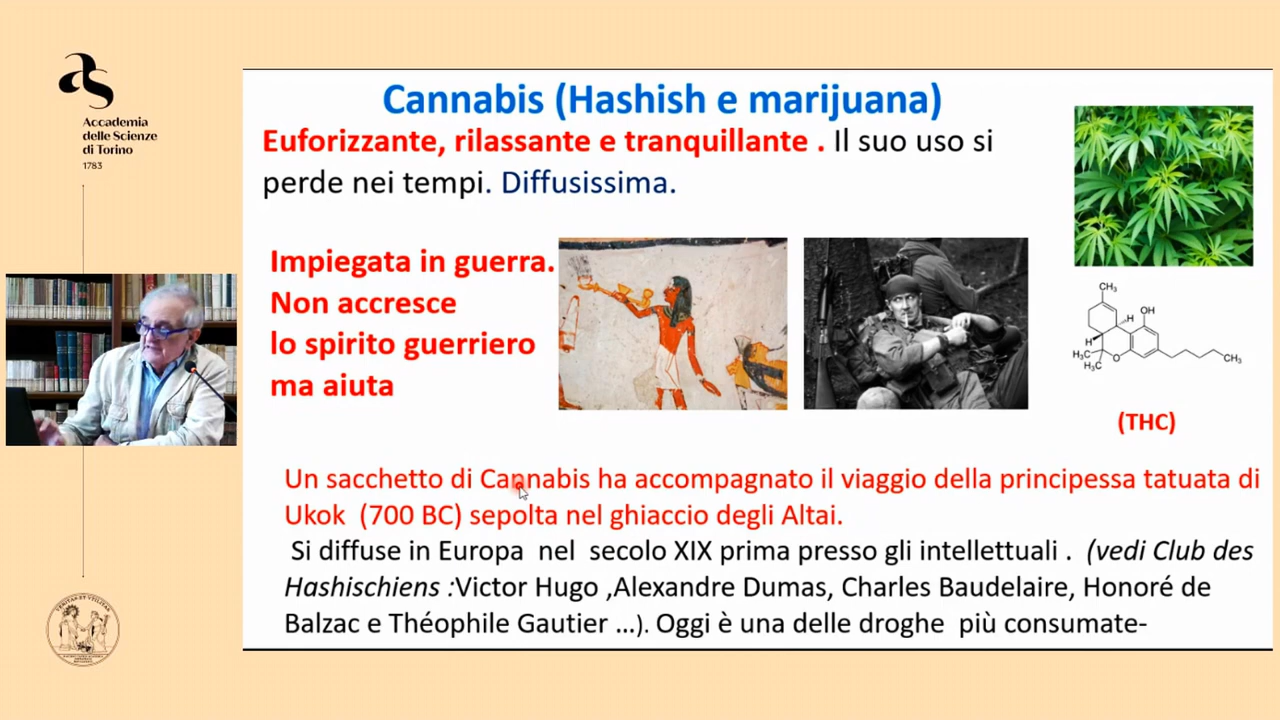 Accademia
delle Scienze
di Torino
1783
Cannabis (Hashish e marijuana)
Euforizzante, rilassante e tranquillante . Il suo uso si
perde nei tempi. Diffusissima.
Impiegata in guerra.
Non accresce
lo spirito guerriero
ma aiuta
CH₃
OH
H
H
H₃C
H₃C
O
CH₃
(THC)
Un sacchetto di Cannabis ha accompagnato il viaggio della principessa tatuata di
Ukok (700 BC) sepolta nel ghiaccio degli Altai.
Si diffuse in Europa nel secolo XIX prima presso gli intellettuali . (vedi Club des
Hashischiens :Victor Hugo ,Alexandre Dumas, Charles Baudelaire, Honoré de
Balzac e Théophile Gautier ...). Oggi è una delle droghe più consumate-